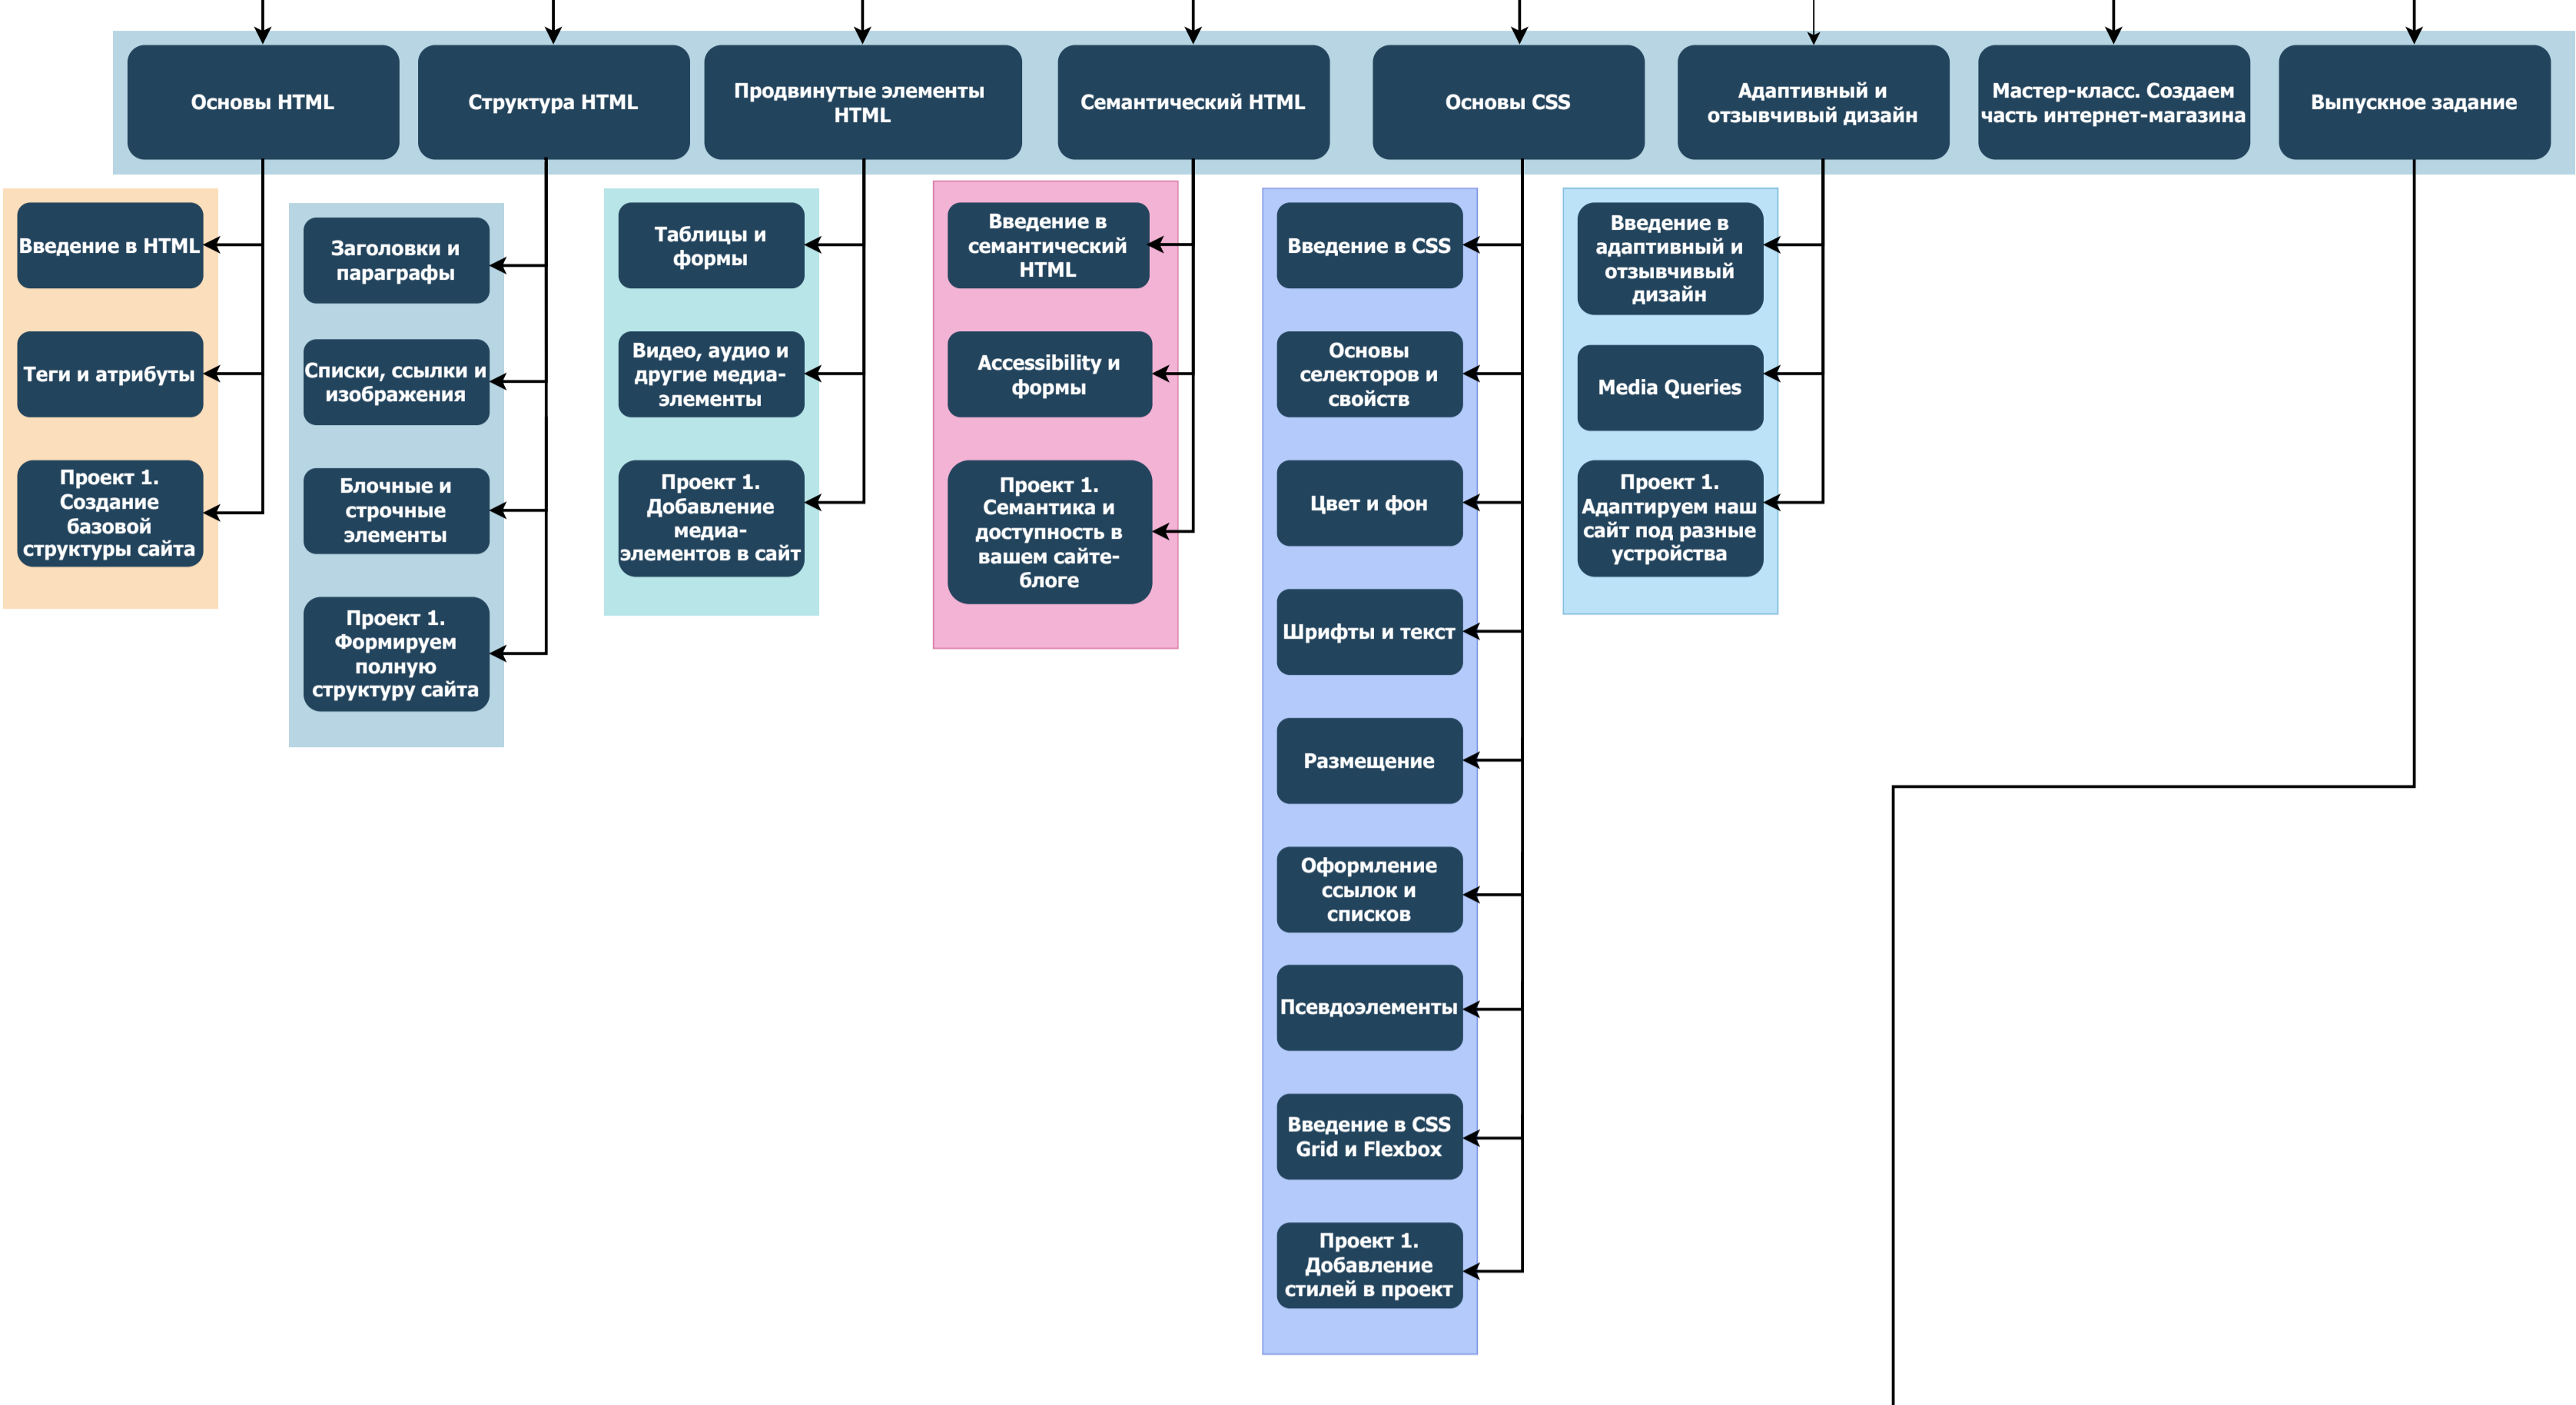 Основы HTML
Структура HTML
Продвинутые элементы
HTML
Семантический HTML
Основы CSS
Адаптивный и
отзывчивый дизайн
Мастер-класс. Создаем
часть интернет-магазина
Выпускное задание
Введение в HTML
Теги и атрибуты
Проект 1.
Создание
базовой
структуры сайта
Заголовки и
параграфы
Списки, ссылки и
изображения
Блочные и
строчные
элементы
Проект 1.
Формируем
полную
структуру сайта
Таблицы и
формы
Видео, аудио и
другие медиа-
элементы
Проект 1.
Добавление
медиа-
элементов в сайт
Введение в
семантический
HTML
Accessibility и
формы
Проект 1.
Семантика и
доступность в
вашем сайте-
блоге
Введение в CSS
Основы
селекторов и
свойств
Цвет и фон
Шрифты и текст
Размещение
Оформление
ссылок и
списков
Псевдоэлементы
Введение в CSS
Grid и Flexbox
Проект 1.
Добавление
стилей в проект
Введение в
адаптивный и
отзывчивый
дизайн
Media Queries
Проект 1.
Адаптируем наш
сайт под разные
устройства